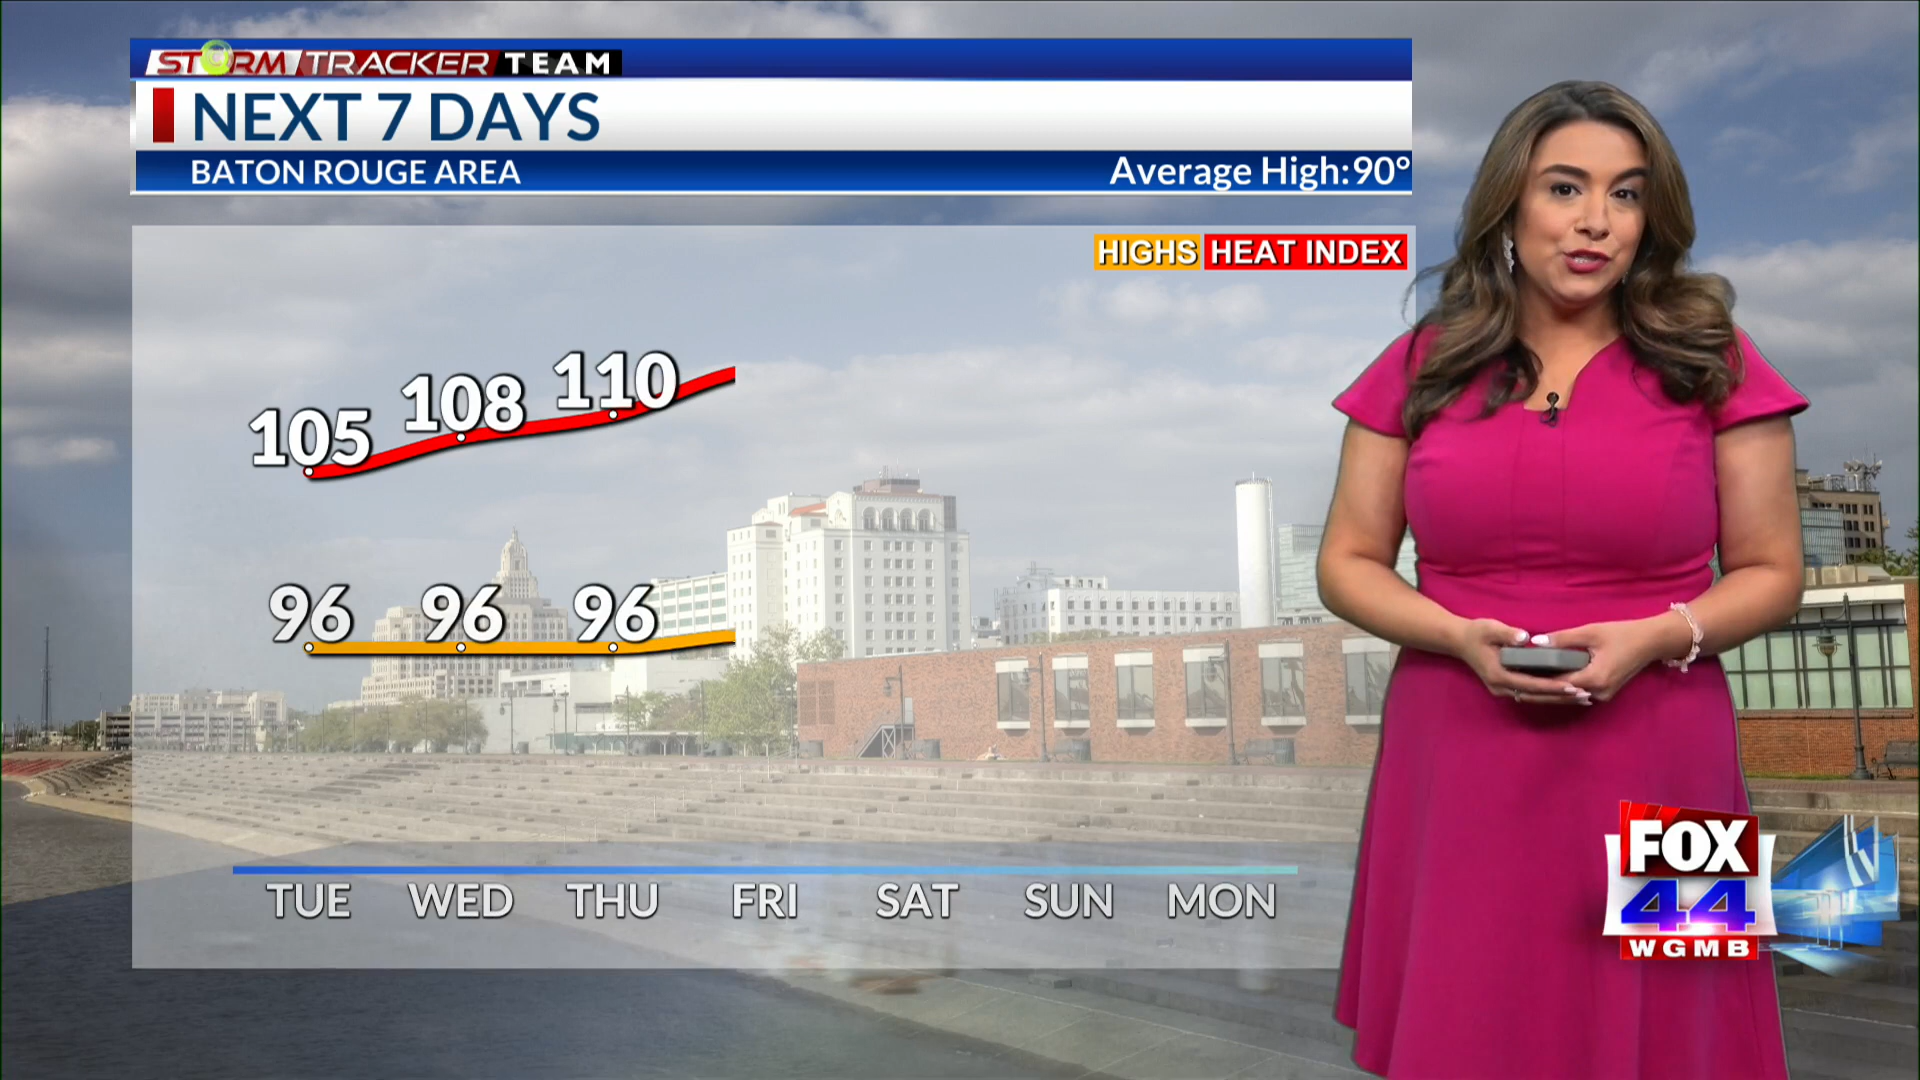 STORM TRACKER TEAM
NEXT 7 DAYS
BATON ROUGE AREA
Average High:90°
HIGHS HEAT INDEX
105 108 110
96 96 96
TUE WED THU FRI SAT SUN MON
FOX
44
WGMB